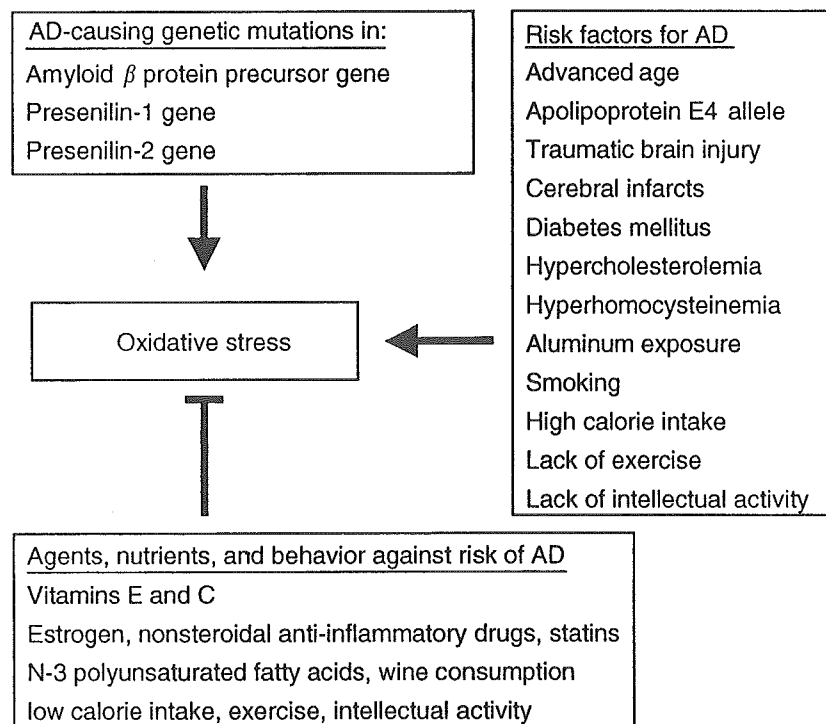 AD-causing genetic mutations in:
Amyloid β protein precursor gene
Presenilin-1 gene
Presenilin-2 gene
Risk factors for AD
Advanced age
Apolipoprotein E4 allele
Traumatic brain injury
Cerebral infarcts
Diabetes mellitus
Hypercholesterolemia
Hyperhomocysteinemia
Aluminum exposure
Smoking
High calorie intake
Lack of exercise
Lack of intellectual activity
Oxidative stress
Agents, nutrients, and behavior against risk of AD
Vitamins E and C
Estrogen, nonsteroidal anti-inflammatory drugs, statins
N-3 polyunsaturated fatty acids, wine consumption
low calorie intake, exercise, intellectual activity